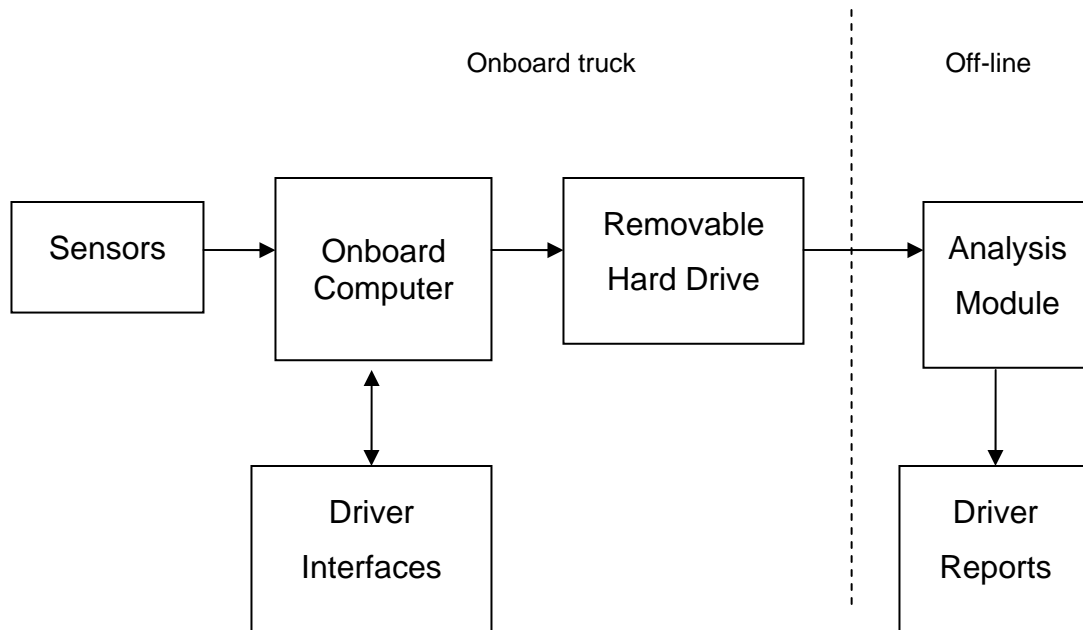 Onboard truck
Off-line
Sensors
Onboard
Computer
Removable
Hard Drive
Analysis
Module
Driver
Interfaces
Driver
Reports